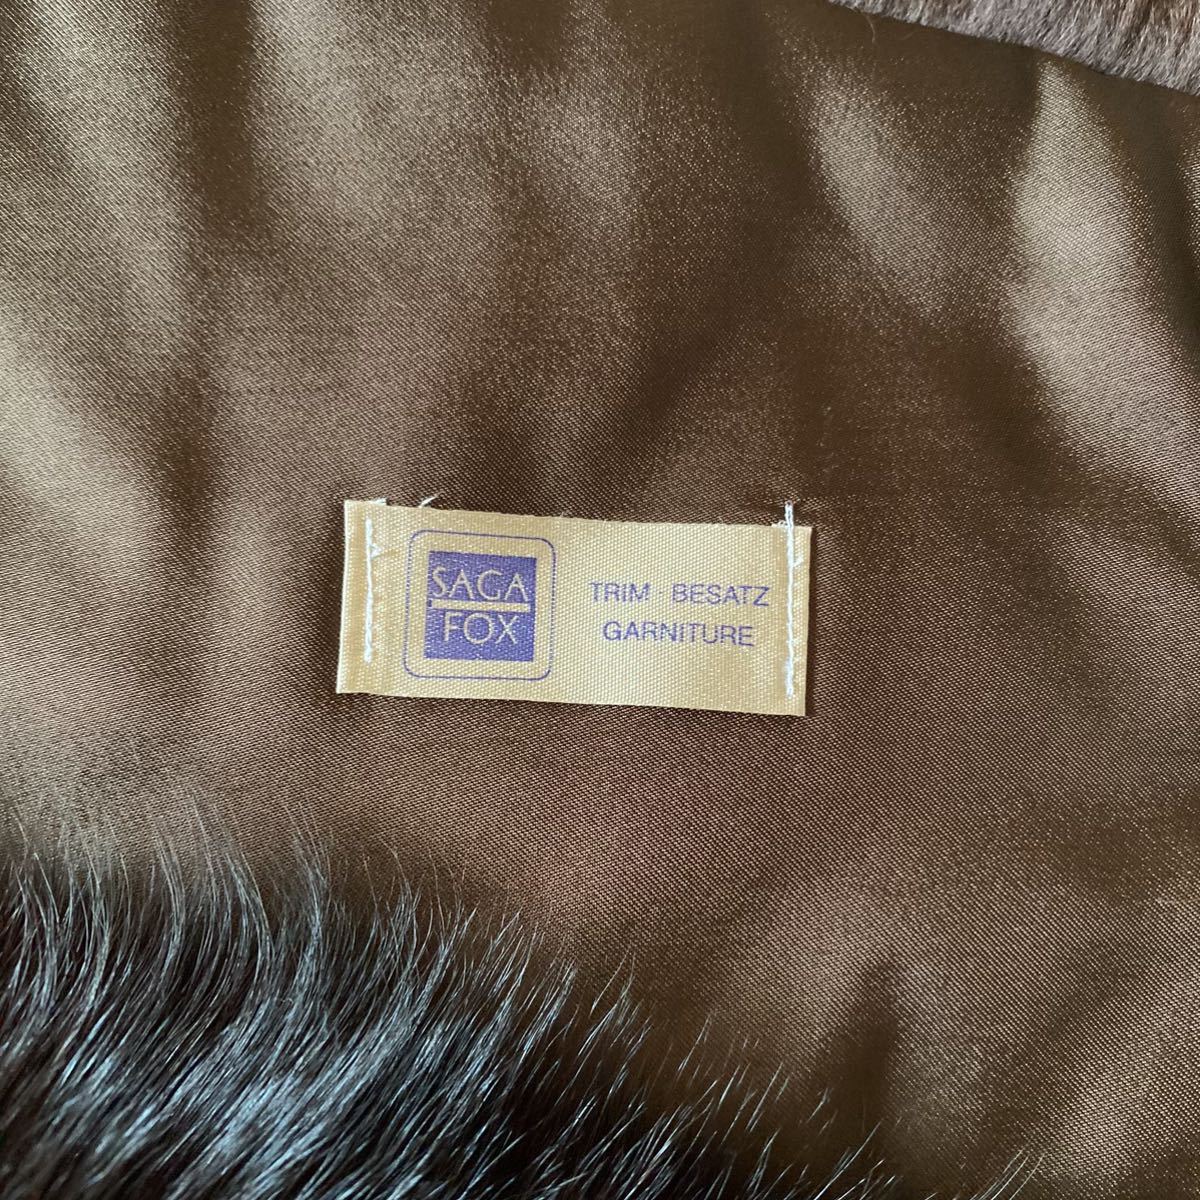 SAGA
FOX
TRIM · BESATZ
GARNITURE